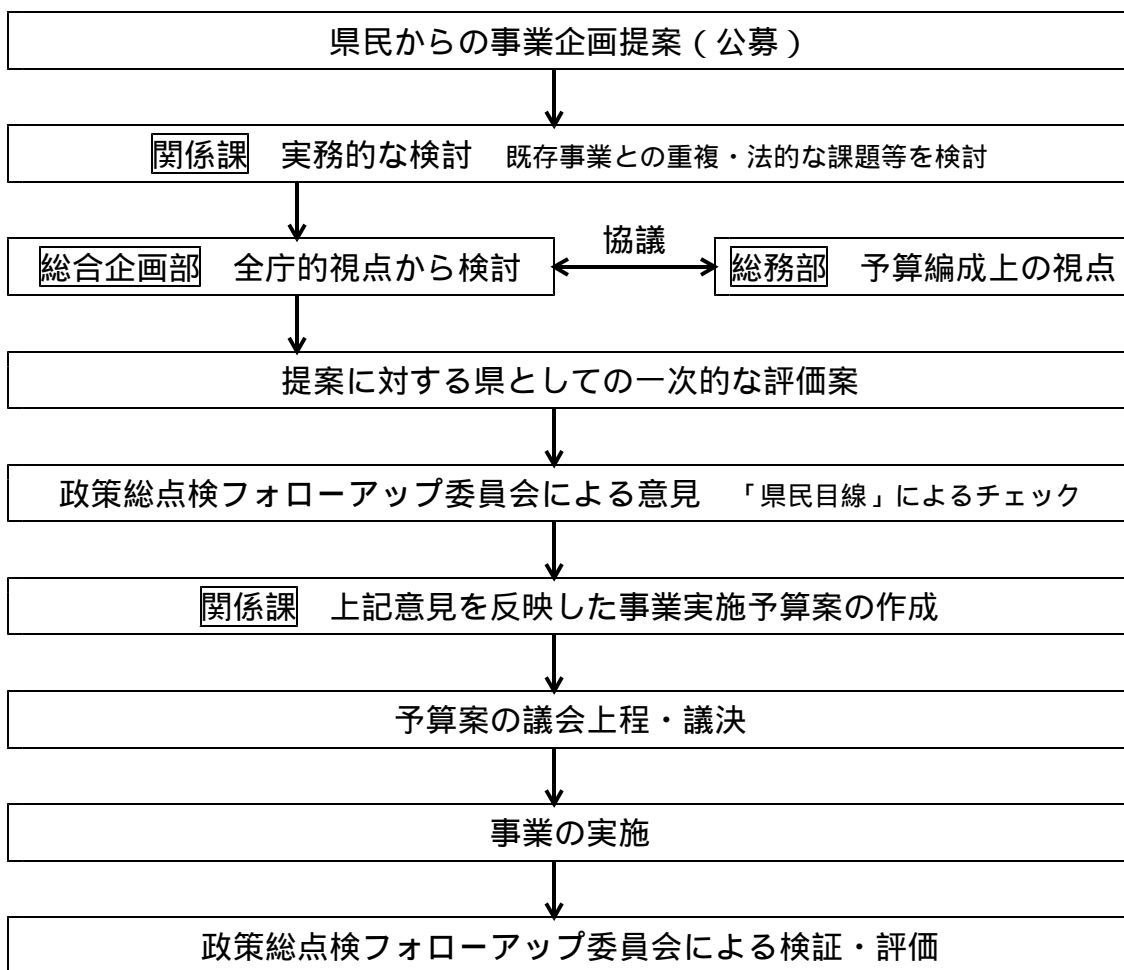 県民からの事業企画提案（公募）
関係課　実務的な検討　既存事業との重複・法的な課題等を検討
協議
総合企画部　全庁的視点から検討
総務部　予算編成上の視点
提案に対する県としての一次的な評価案
政策総点検フォローアップ委員会による意見　「県民目線」によるチェック
関係課　上記意見を反映した事業実施予算案の作成
予算案の議会上程・議決
事業の実施
政策総点検フォローアップ委員会による検証・評価